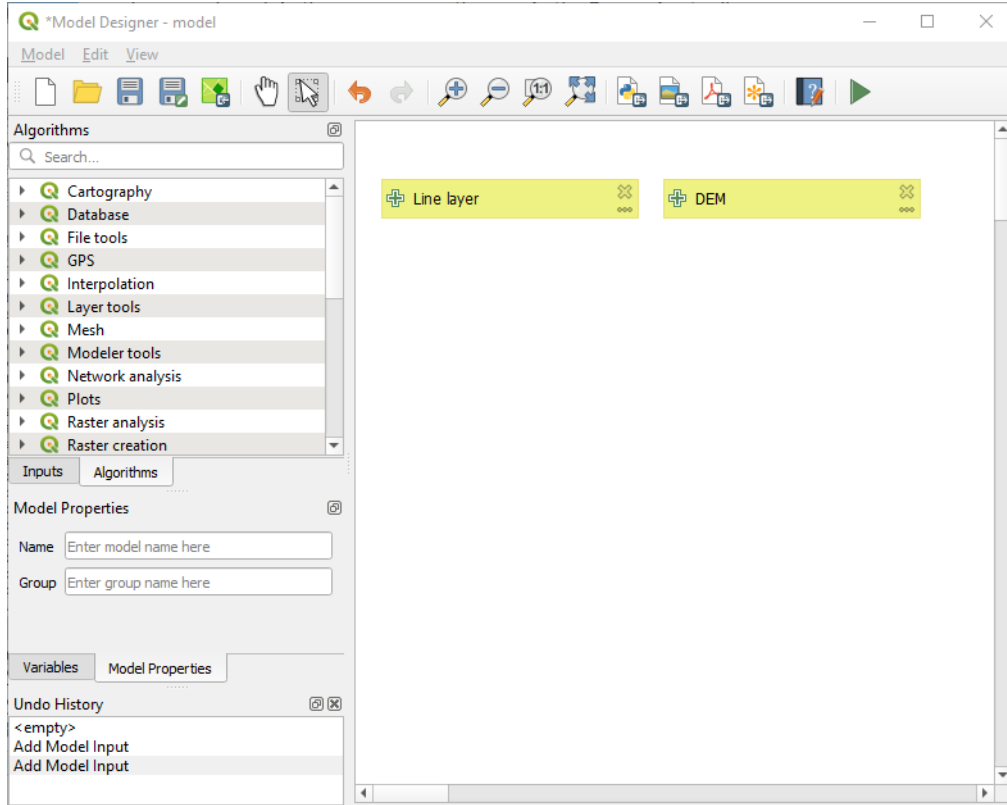 *Model Designer - model
Model Edit View
Algorithms
Search...
Cartography
Database
File tools
GPS
Interpolation
Layer tools
Mesh
Modeler tools
Network analysis
Plots
Raster analysis
Raster creation
Inputs Algorithms
Model Properties
Name Enter model name here
Group Enter group name here
Variables Model Properties
Undo History
<empty>
Add Model Input
Add Model Input
1:1
Line layer
DEM